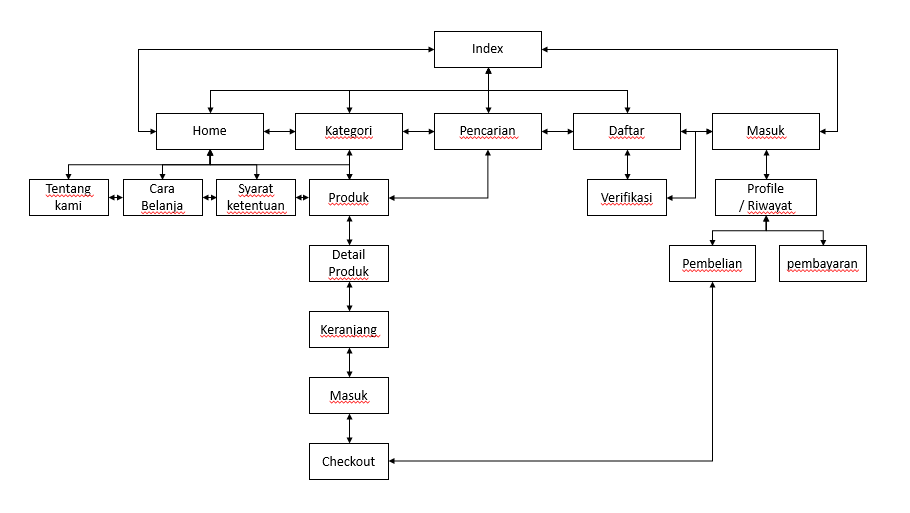 Index
Home
Kategori
Pencarian
Daftar
Masuk
Tentang
kami
Cara
Belanja
Syarat
ketentuan
Produk
Verifikasi
Profile
/ Riwayat
Detail
Produk
Pembelian
pembayaran
Keranjang
Masuk
Checkout